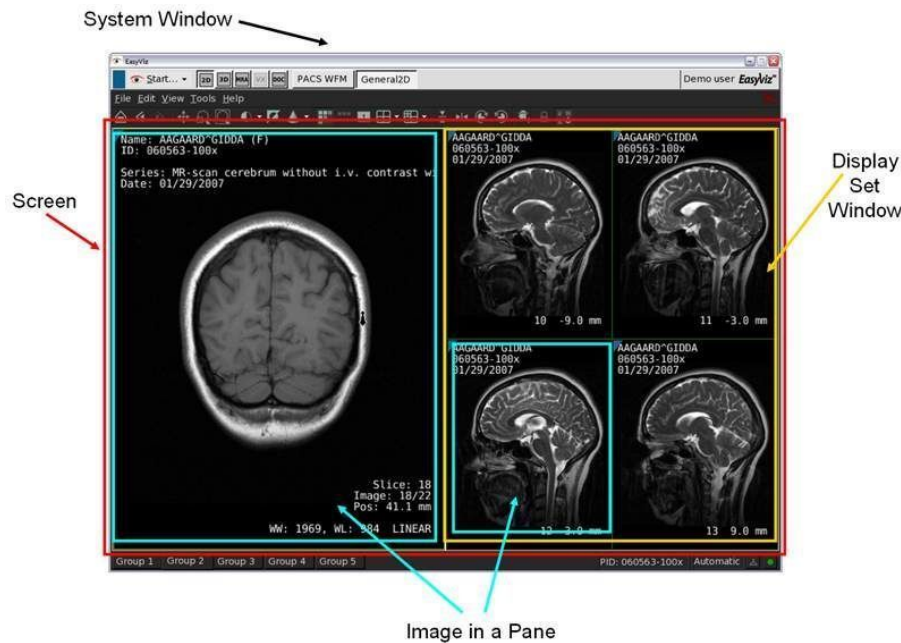 System Window
EasyViz
Start...
2D 3D MRA VX DOC PACS WFM General2D Demo user EasyViz™
File Edit View Tools Help
Screen
Display
Set
Window
Name: AAGAARD^GIDDA (F)
ID: 060563-100x
Series: MR-scan cerebrum without i.v. contrast
Date: 01/29/2007
Slice: 18
Image: 18/22
Pos: 41.1 mm
WW: 1969, WL: 984 LINEAR
AAGAARD^GIDDA
060563-100x
01/29/2007
10 -9.0 mm
AAGAARD^GIDDA
060563-100x
01/29/2007
11 -3.0 mm
AAGAARD^GIDDA
060563-100x
01/29/2007
12 3.0 mm
AAGAARD^GIDDA
060563-100x
01/29/2007
13 9.0 mm
Group 1 Group 2 Group 3 Group 4 Group 5 PID: 060563-100x Automatic
Image in a Pane